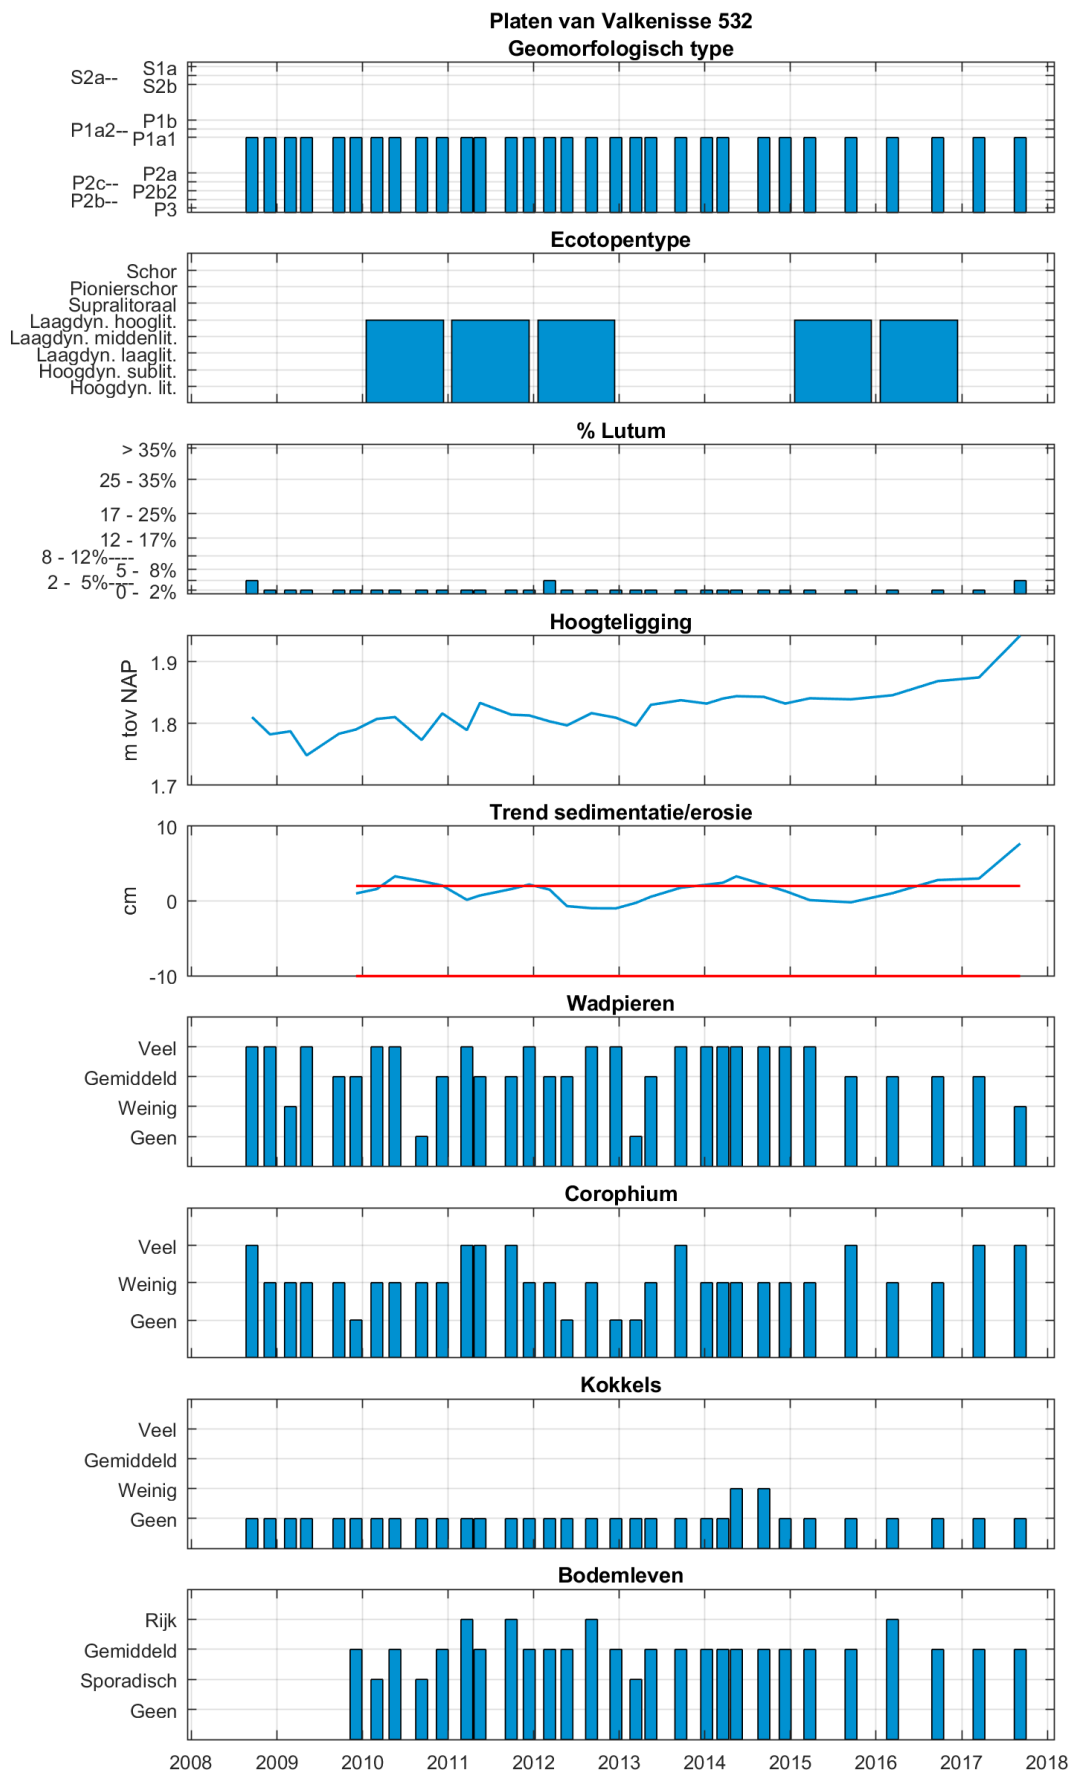 Platen van Valkenisse 532
Geomorfologisch type
S1a
S2a--
S2b
P1b
P1a2--
P1a1
P2a
P2c--
P2b2
P2b--
P3
Ecotopentype
Schor
Pionierschor
Supralitoraal
Laagdyn. hooglit.
Laagdyn. middenlit.
Laagdyn. laaglit.
Hoogdyn. sublit.
Hoogdyn. lit.
% Lutum
> 35%
25 - 35%
17 - 25%
12 - 17%
8 - 12%----
5 - 8%
2 - 5%----
0 - 2%
Hoogteligging
m tov NAP
1.9
1.8
1.7
Trend sedimentatie/erosie
cm
10
0
-10
Wadpieren
Veel
Gemiddeld
Weinig
Geen
Corophium
Veel
Weinig
Geen
Kokkels
Veel
Gemiddeld
Weinig
Geen
Bodemleven
Rijk
Gemiddeld
Sporadisch
Geen
2008 2009 2010 2011 2012 2013 2014 2015 2016 2017 2018